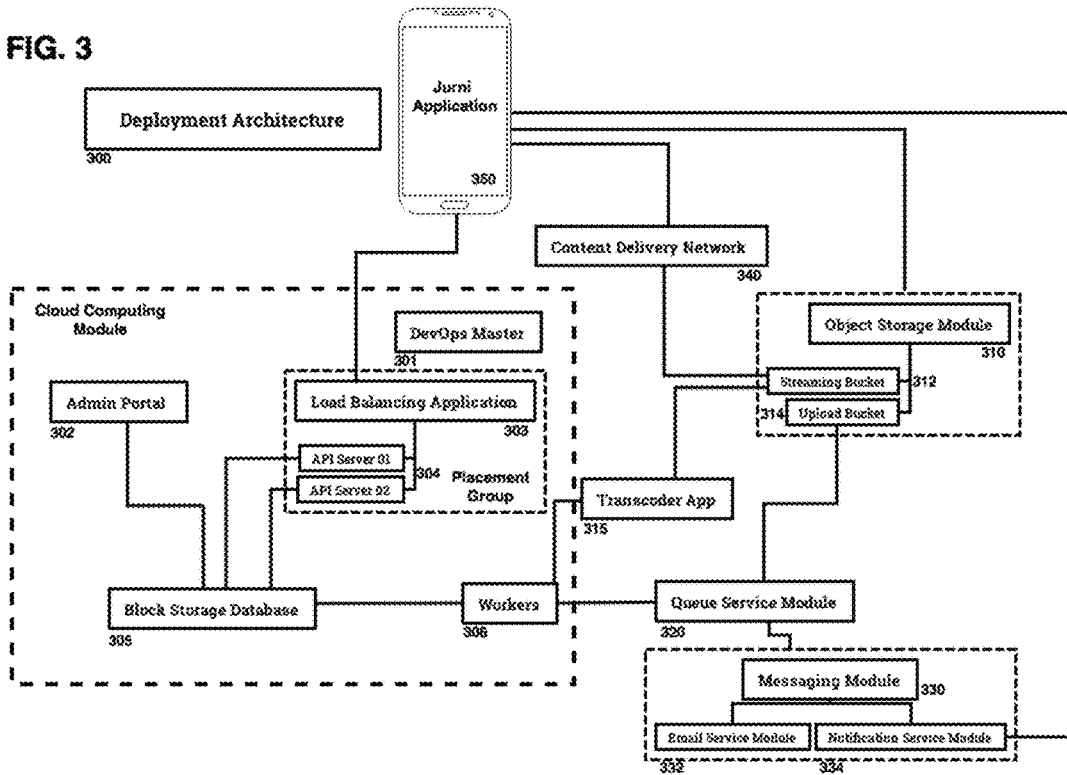 FIG. 3
Jurni
Application
350
Deployment Architecture
300
Content Delivery Network
340
Cloud Computing
Module
DevOps Master
301
Object Storage Module
310
Admin Portal
302
Load Balancing Application
303
Streaming Bucket
312
314
Upload Bucket
API Server 01
304
API Server 02
Placement
Group
Transcoder App
315
Block Storage Database
305
Workers
306
Queue Service Module
320
Messaging Module
330
Email Service Module
332
Notification Service Module
334